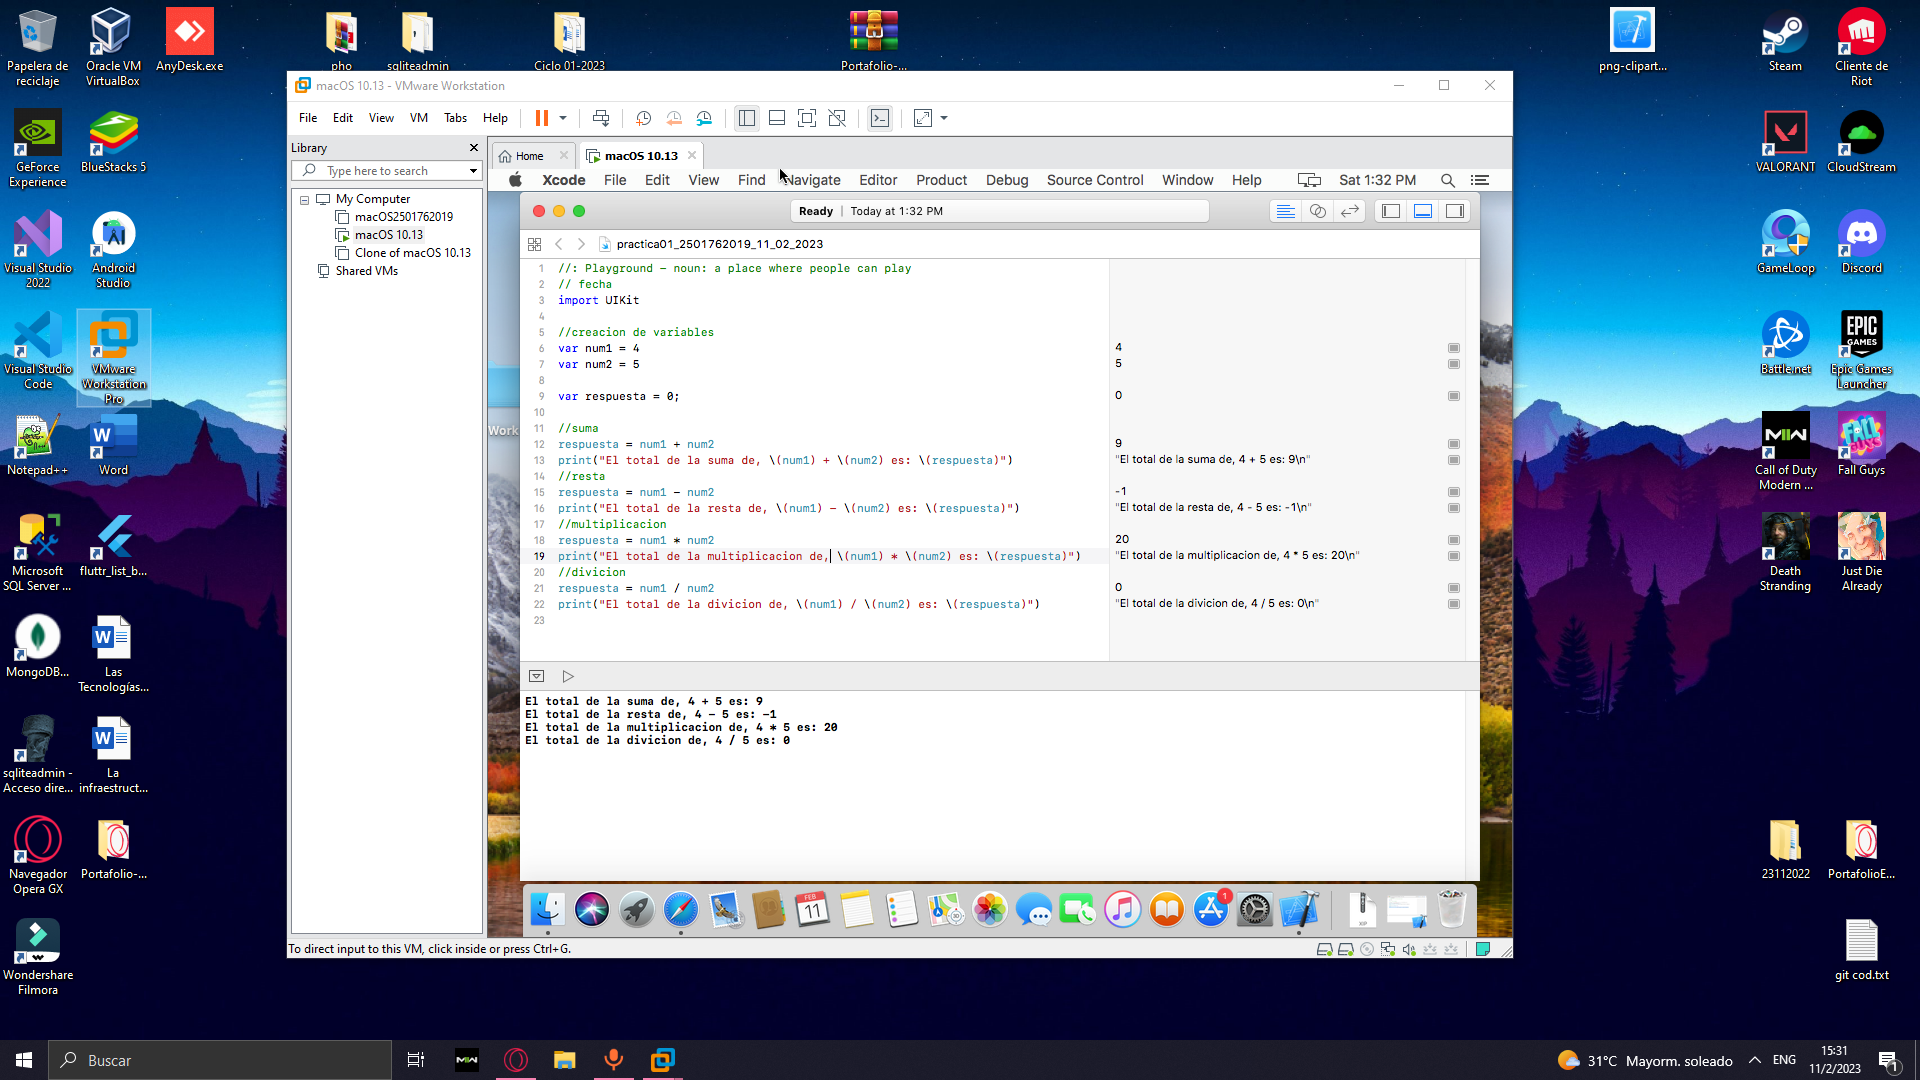 Papelera de reciclaje
Oracle VM VirtualBox
AnyDesk.exe
pho
sqliteadmin
Ciclo 01-2023
Portafolio-...
png-clipart...
Steam
Cliente de Riot
GeForce Experience
BlueStacks 5
VALORANT
CloudStream
Visual Studio 2022
Android Studio
GameLoop
Discord
Visual Studio Code
VMware Workstation Pro
Battle.net
EPIC GAMES
Epic Games Launcher
Notepad++
Word
MW
FALL GUYS
Call of Duty Modern ...
Fall Guys
Microsoft SQL Server ...
fluttr_list_b...
Death Stranding
Just Die Already
MongoDB...
Las Tecnologías...
sqliteadmin - Acceso dire...
La infraestruct...
Navegador Opera GX
Portafolio-...
23112022
PortafolioE...
Wondershare Filmora
git cod.txt
macOS 10.13 - VMware Workstation
File Edit View VM Tabs Help
Library
Type here to search
My Computer
macOS2501762019
macOS 10.13
Clone of macOS 10.13
Shared VMs
Home
macOS 10.13
Xcode File Edit View Find Navigate Editor Product Debug Source Control Window Help Sat 1:32 PM
Ready | Today at 1:32 PM
practica01_2501762019_11_02_2023
Work
1 //: Playground - noun: a place where people can play
2 // fecha
3 import UIKit
4
5 //creacion de variables
6 var num1 = 4 4
7 var num2 = 5 5
8
9 var respuesta = 0; 0
10
11 //suma
12 respuesta = num1 + num2 9
13 print("El total de la suma de, \(num1) + \(num2) es: \(respuesta)") "El total de la suma de, 4 + 5 es: 9\n"
14 //resta
15 respuesta = num1 - num2 -1
16 print("El total de la resta de, \(num1) - \(num2) es: \(respuesta)") "El total de la resta de, 4 - 5 es: -1\n"
17 //multiplicacion
18 respuesta = num1 * num2 20
19 print("El total de la multiplicacion de, \(num1) * \(num2) es: \(respuesta)") "El total de la multiplicacion de, 4 * 5 es: 20\n"
20 //divicion
21 respuesta = num1 / num2 0
22 print("El total de la divicion de, \(num1) / \(num2) es: \(respuesta)") "El total de la divicion de, 4 / 5 es: 0\n"
23
El total de la suma de, 4 + 5 es: 9
El total de la resta de, 4 - 5 es: -1
El total de la multiplicacion de, 4 * 5 es: 20
El total de la divicion de, 4 / 5 es: 0
FEB
11
1
To direct input to this VM, click inside or press Ctrl+G.
Buscar
MW
31°C Mayorm. soleado
ENG
15:31
11/2/2023
1